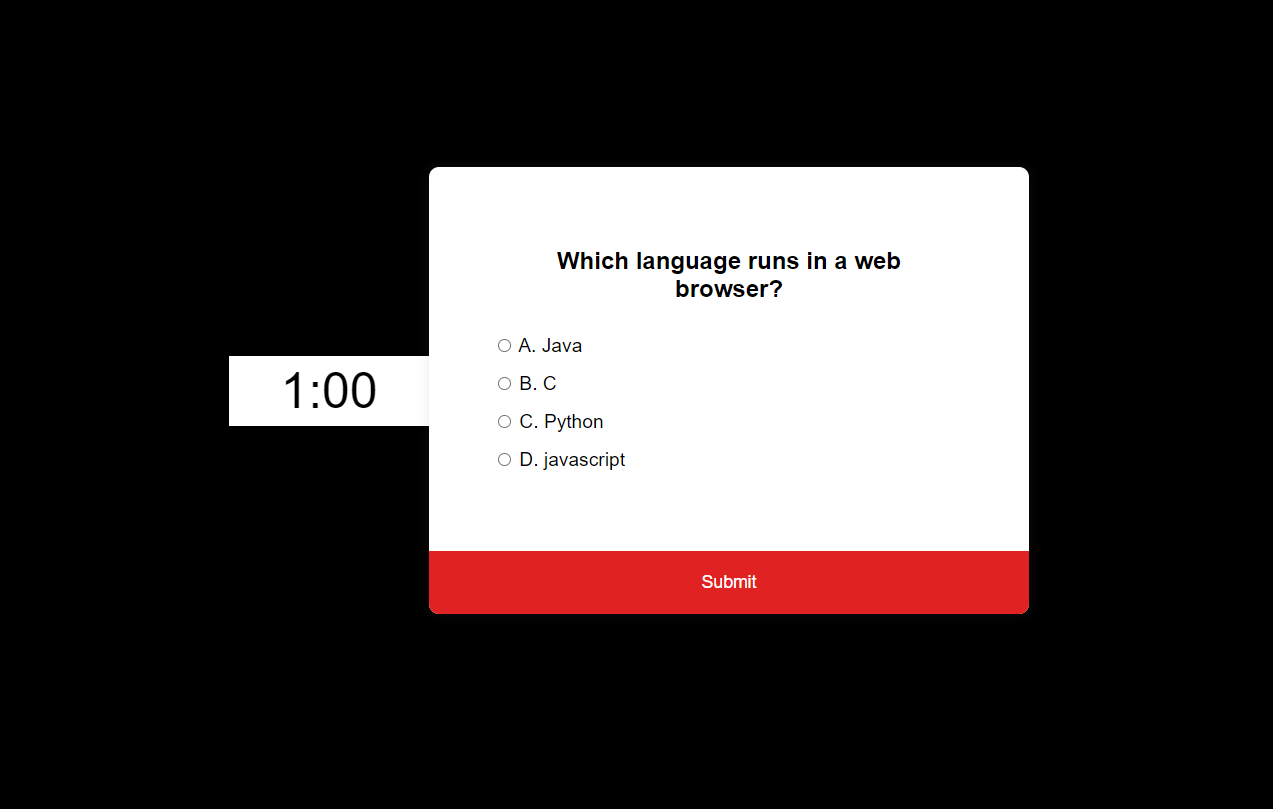 Which language runs in a web
browser?
A. Java
B. C
C. Python
D. javascript
1:00
Submit